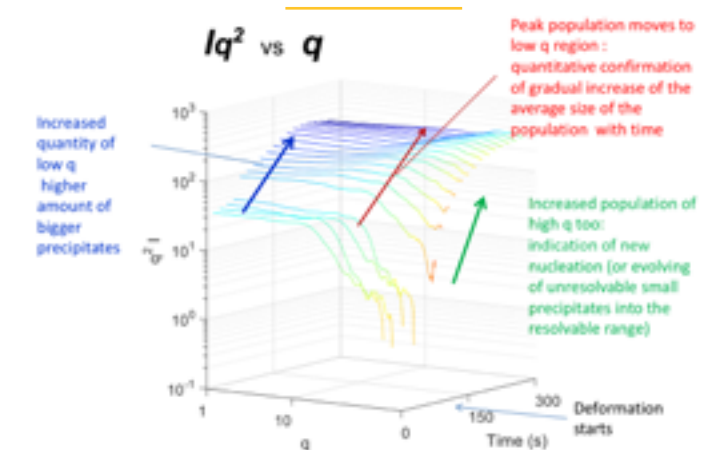 Iq² vs q
Peak population moves to
low q region :
quantitative confirmation
of gradual increase of the
average size of the
population with time
Increased
quantity of
low q
higher
amount of
bigger
precipitates
Increased population of
high q too:
indication of new
nucleation (or evolving
of unresolvable small
precipitates into the
resolvable range)
10³
10²
10¹
10⁰
10⁻¹
q² I
1
10
q
0
150
300
Time (s)
Deformation
starts